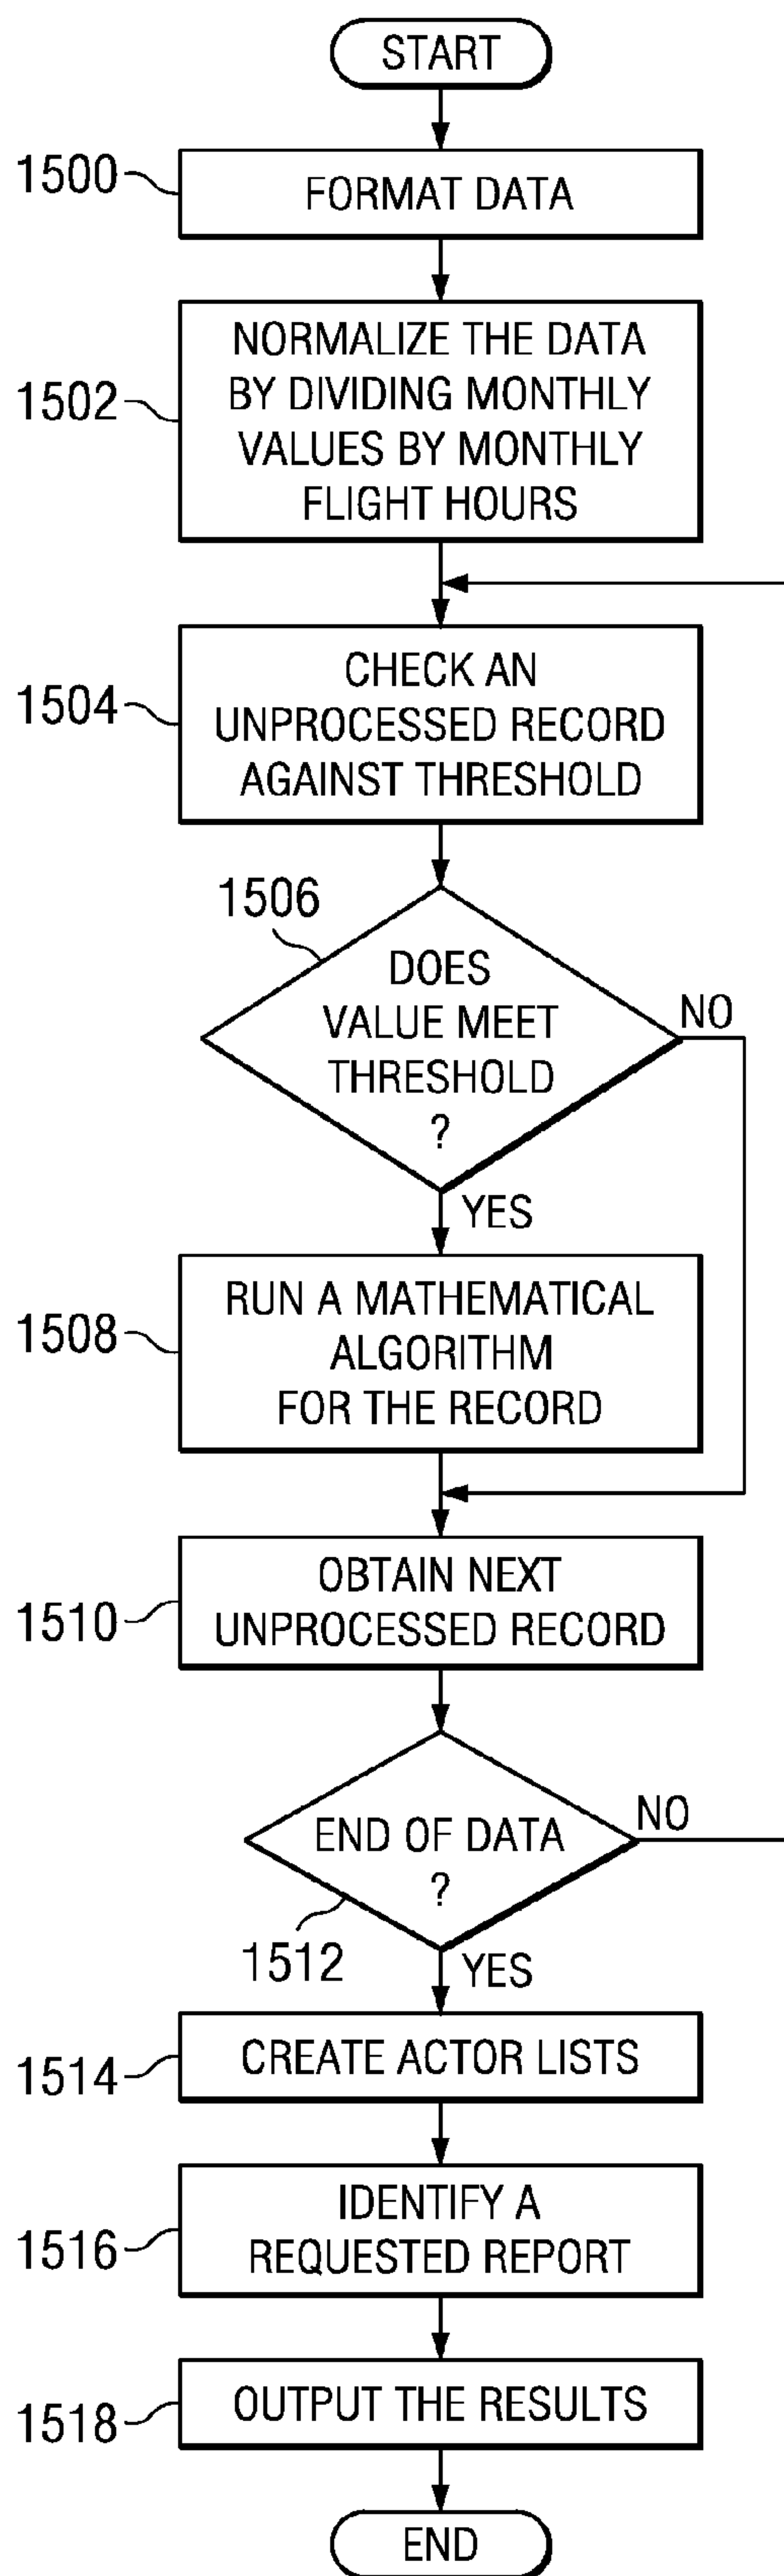 START
1500
FORMAT DATA
1502
NORMALIZE THE DATA
BY DIVIDING MONTHLY
VALUES BY MONTHLY
FLIGHT HOURS
1504
CHECK AN
UNPROCESSED RECORD
AGAINST THRESHOLD
1506
DOES
VALUE MEET
THRESHOLD
?
NO
YES
1508
RUN A MATHEMATICAL
ALGORITHM
FOR THE RECORD
1510
OBTAIN NEXT
UNPROCESSED RECORD
END OF DATA
?
NO
1512
YES
1514
CREATE ACTOR LISTS
1516
IDENTIFY A
REQUESTED REPORT
1518
OUTPUT THE RESULTS
END